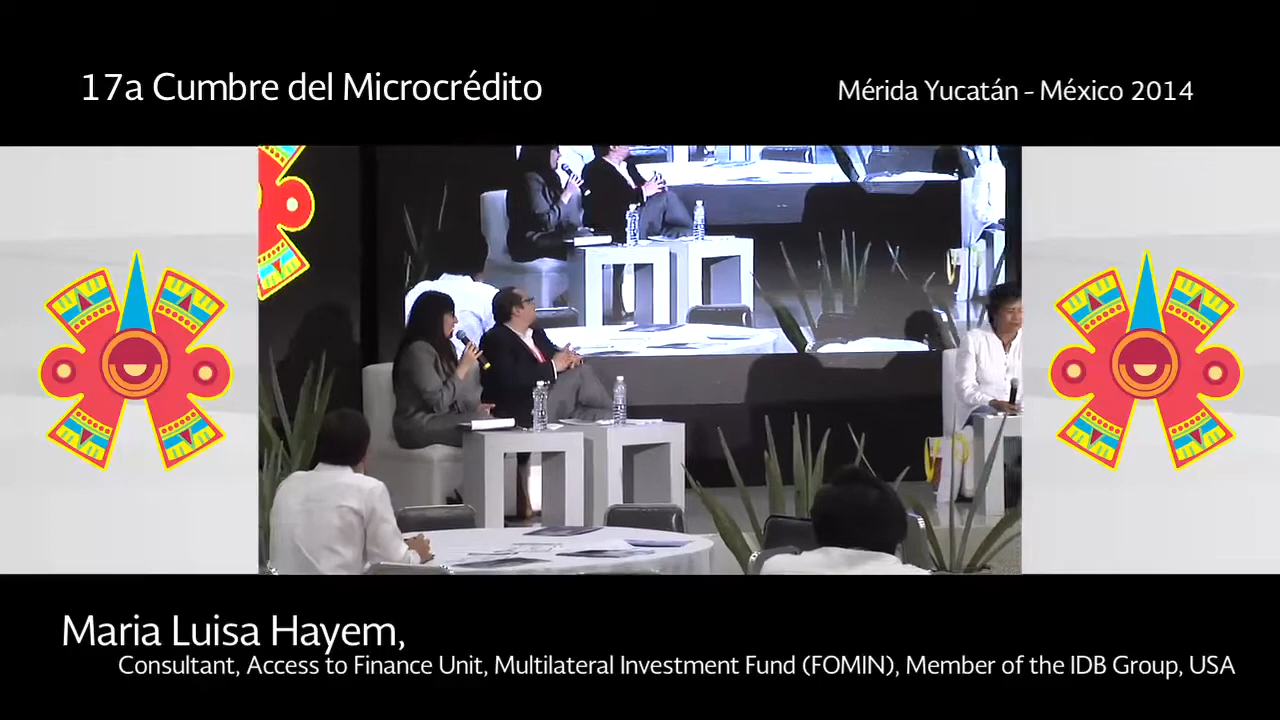 17a Cumbre del Microcrédito
Mérida Yucatán - México 2014
Maria Luisa Hayem,
Consultant, Access to Finance Unit, Multilateral Investment Fund (FOMIN), Member of the IDB Group, USA